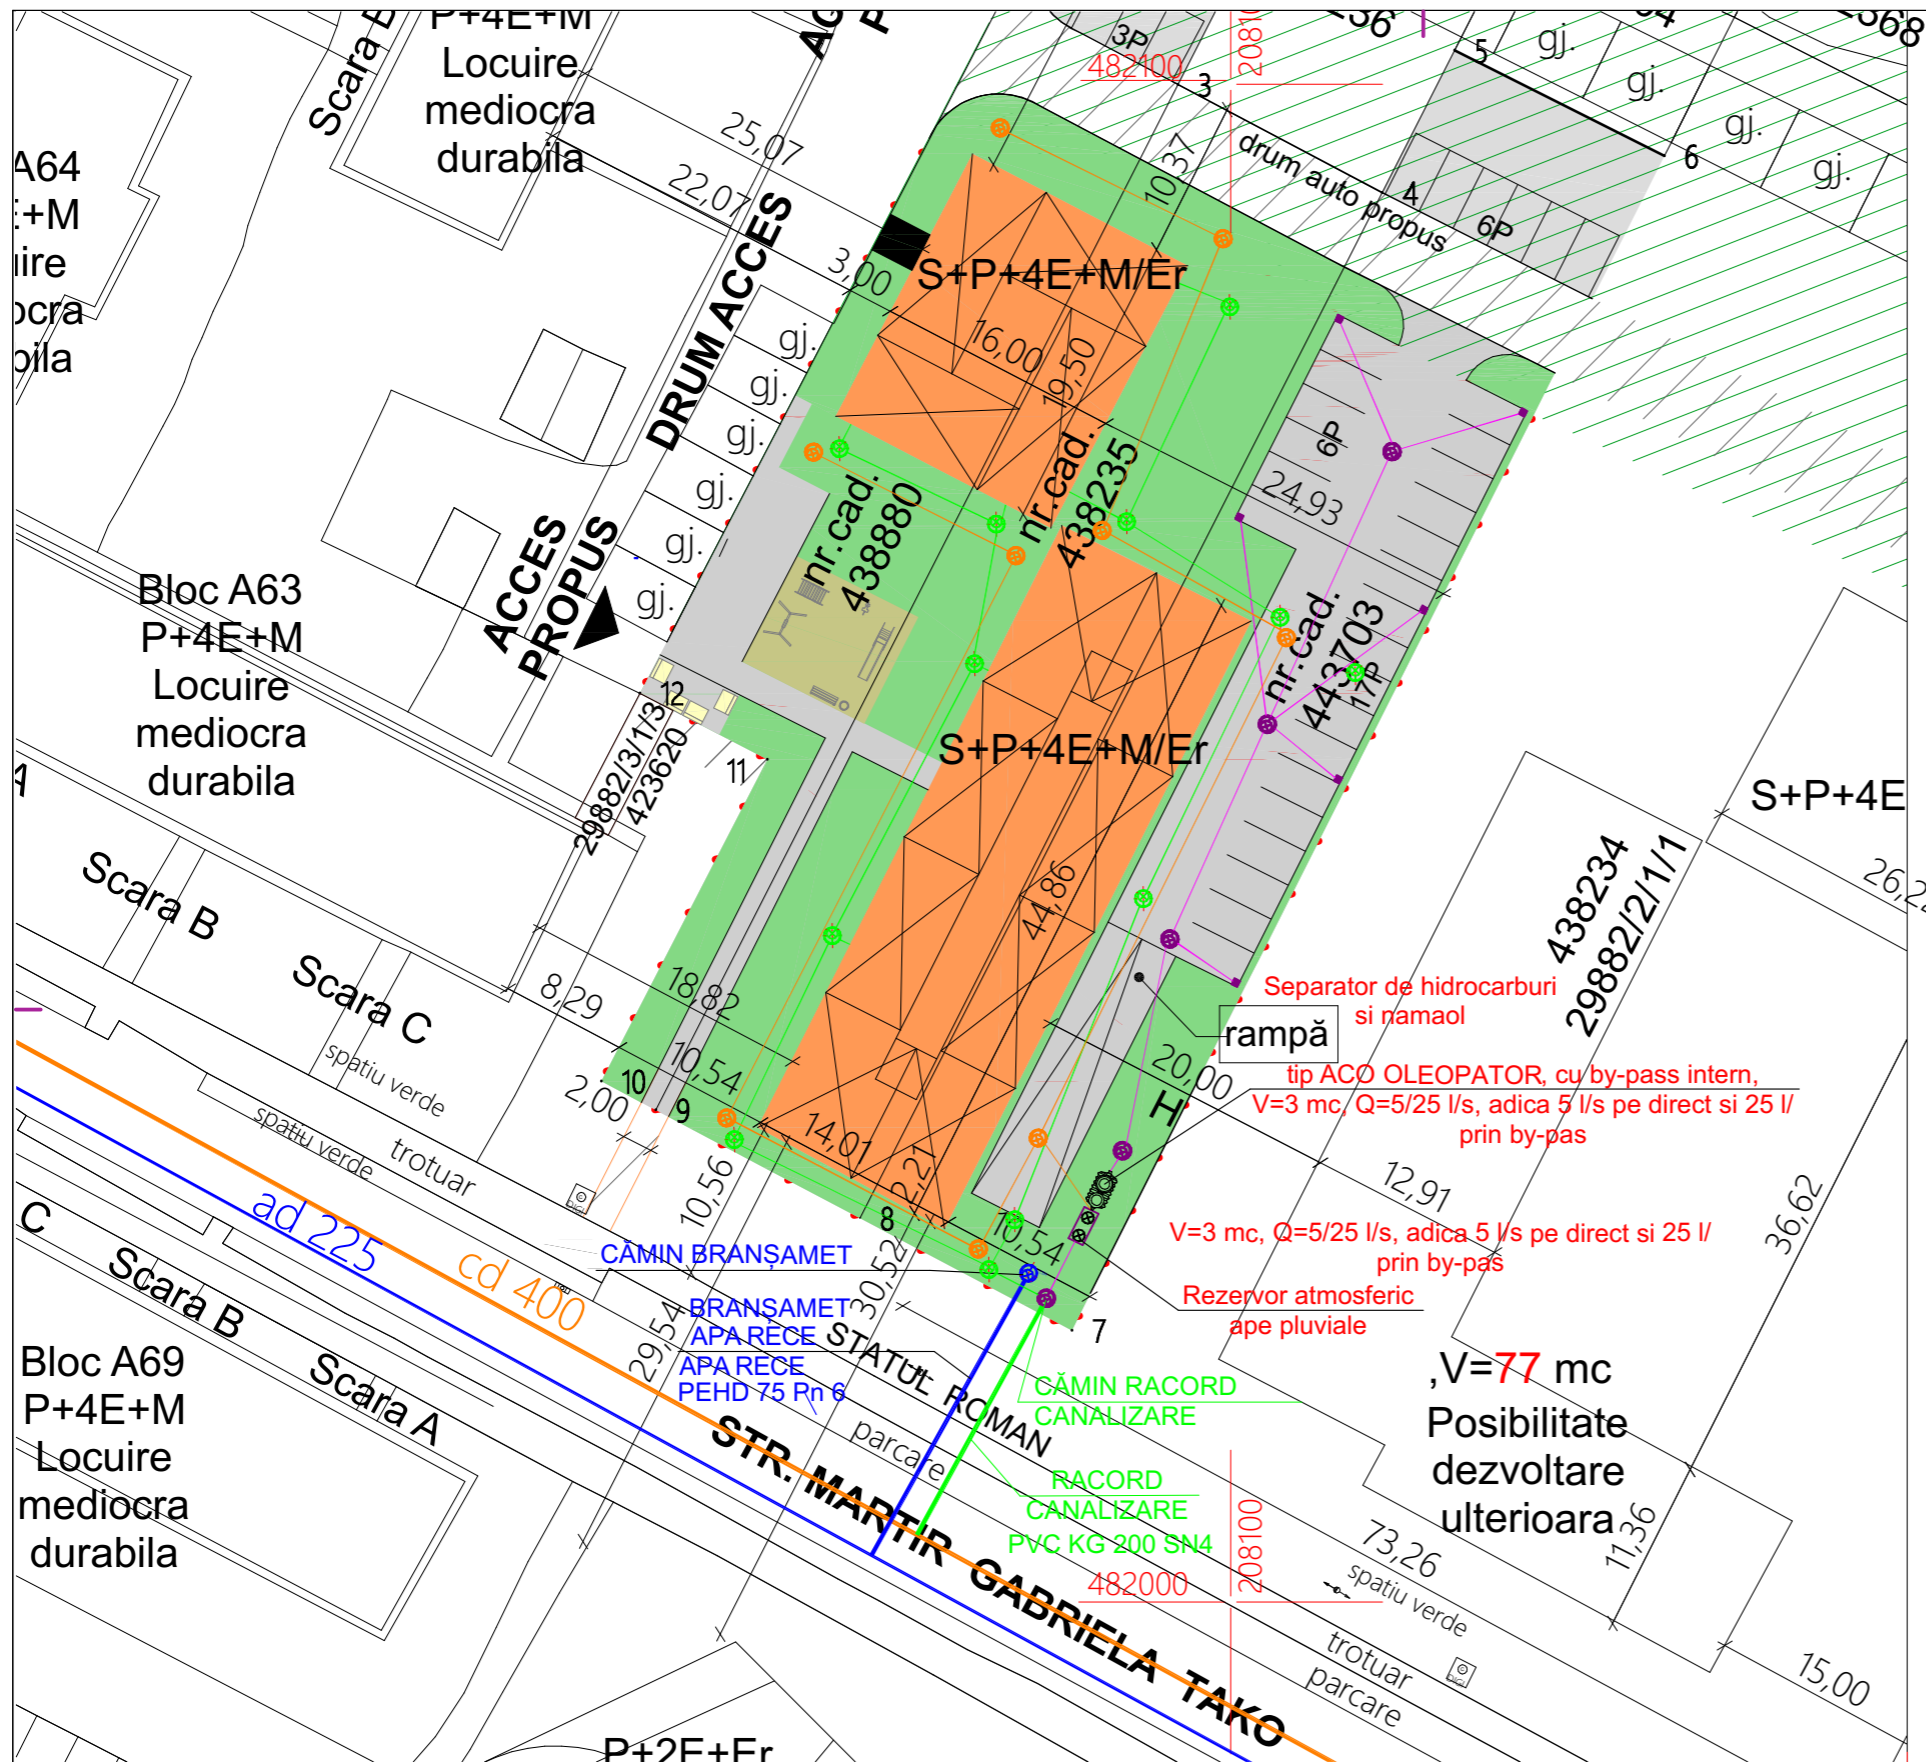 Scara B
P+4E+M
Locuire
mediocra
durabila
A64
E+M
durabila
25,07
22,07
3,00
DRUM ACCES
3P
482100
208100
3
10,37
drum auto propus
4
6P
5
6
gj.
gj.
gj.
gj.
S+P+4E+M/Er
16,00
19,50
gj.
gj.
gj.
gj.
gj.
gj.
nr.cad.
438880
nr.cad.
438235
6P
24,93
nr.cad.
443703
17P
ACCES
PROPUS
Bloc A63
P+4E+M
Locuire
mediocra
durabila
12
29882/3/1/3
423620
11
S+P+4E+M/Er
44,86
S+P+4E
26,2
438234
29882/2/1/1
Scara B
Scara C
8,29
18,82
10,54
2,00
10
9
spatiu verde
spatiu verde
trotuar
DIGI
14,01
2,21
10,56
8
30,52
29,54
10,54
7
Separator de hidrocarburi
si namaol
rampă
20,00
H
tip ACO OLEOPATOR, cu by-pass intern,
V=3 mc, Q=5/25 l/s, adica 5 l/s pe direct si 25 l/
prin by-pas
12,91
36,62
V=3 mc, Q=5/25 l/s, adica 5 l/s pe direct si 25 l/
prin by-pas
Rezervor atmosferic
ape pluviale
,V=77 mc
Posibilitate
dezvoltare
ulterioara
11,36
ad 225
cd 400
CĂMIN BRANȘAMET
BRANȘAMET
APA RECE
APA RECE
PEHD 75 Pn 6
STATUL ROMAN
parcare
CĂMIN RACORD
CANALIZARE
RACORD
CANALIZARE
PVC KG 200 SN4
482000
208100
STR. MARTIR GABRIELA TAKO
73,26
spatiu verde
trotuar
DIGI
parcare
15,00
C
Scara B
Scara A
Bloc A69
P+4E+M
Locuire
mediocra
durabila
P+2E+Er